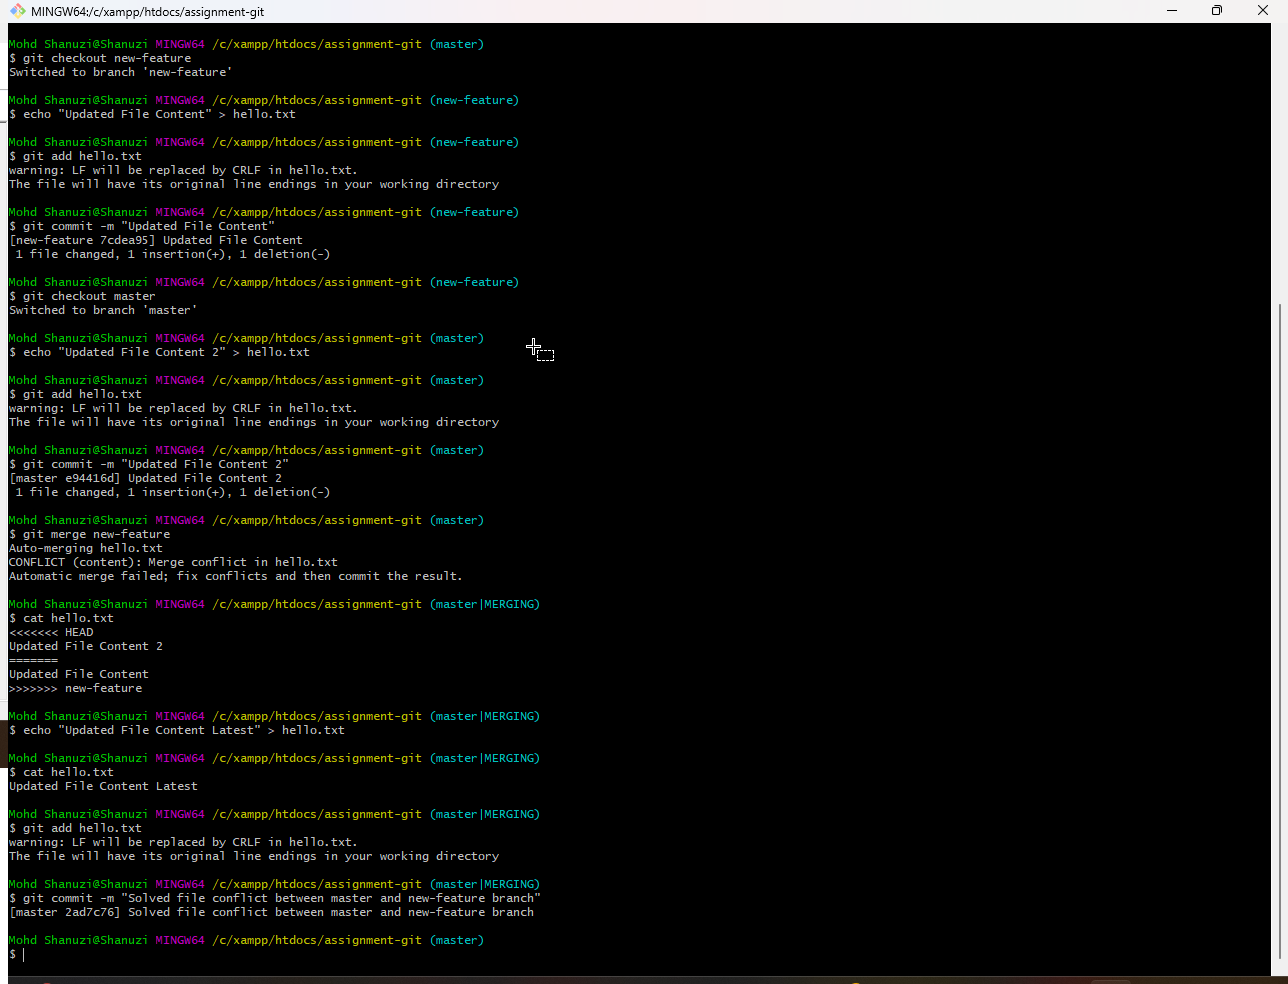 MINGW64:/c/xampp/htdocs/assignment-git
Mohd Shanuzi@Shanuzi MINGW64 /c/xampp/htdocs/assignment-git (master)
$ git checkout new-feature
Switched to branch 'new-feature'
Mohd Shanuzi@Shanuzi MINGW64 /c/xampp/htdocs/assignment-git (new-feature)
$ echo "Updated File Content" > hello.txt
Mohd Shanuzi@Shanuzi MINGW64 /c/xampp/htdocs/assignment-git (new-feature)
$ git add hello.txt
warning: LF will be replaced by CRLF in hello.txt.
The file will have its original line endings in your working directory
Mohd Shanuzi@Shanuzi MINGW64 /c/xampp/htdocs/assignment-git (new-feature)
$ git commit -m "Updated File Content"
[new-feature 7cdea95] Updated File Content
 1 file changed, 1 insertion(+), 1 deletion(-)
Mohd Shanuzi@Shanuzi MINGW64 /c/xampp/htdocs/assignment-git (new-feature)
$ git checkout master
Switched to branch 'master'
Mohd Shanuzi@Shanuzi MINGW64 /c/xampp/htdocs/assignment-git (master)
$ echo "Updated File Content 2" > hello.txt
Mohd Shanuzi@Shanuzi MINGW64 /c/xampp/htdocs/assignment-git (master)
$ git add hello.txt
warning: LF will be replaced by CRLF in hello.txt.
The file will have its original line endings in your working directory
Mohd Shanuzi@Shanuzi MINGW64 /c/xampp/htdocs/assignment-git (master)
$ git commit -m "Updated File Content 2"
[master e94416d] Updated File Content 2
 1 file changed, 1 insertion(+), 1 deletion(-)
Mohd Shanuzi@Shanuzi MINGW64 /c/xampp/htdocs/assignment-git (master)
$ git merge new-feature
Auto-merging hello.txt
CONFLICT (content): Merge conflict in hello.txt
Automatic merge failed; fix conflicts and then commit the result.
Mohd Shanuzi@Shanuzi MINGW64 /c/xampp/htdocs/assignment-git (master|MERGING)
$ cat hello.txt
<<<<<<< HEAD
Updated File Content 2
=======
Updated File Content
>>>>>>> new-feature
Mohd Shanuzi@Shanuzi MINGW64 /c/xampp/htdocs/assignment-git (master|MERGING)
$ echo "Updated File Content Latest" > hello.txt
Mohd Shanuzi@Shanuzi MINGW64 /c/xampp/htdocs/assignment-git (master|MERGING)
$ cat hello.txt
Updated File Content Latest
Mohd Shanuzi@Shanuzi MINGW64 /c/xampp/htdocs/assignment-git (master|MERGING)
$ git add hello.txt
warning: LF will be replaced by CRLF in hello.txt.
The file will have its original line endings in your working directory
Mohd Shanuzi@Shanuzi MINGW64 /c/xampp/htdocs/assignment-git (master|MERGING)
$ git commit -m "Solved file conflict between master and new-feature branch"
[master 2ad7c76] Solved file conflict between master and new-feature branch
Mohd Shanuzi@Shanuzi MINGW64 /c/xampp/htdocs/assignment-git (master)
$